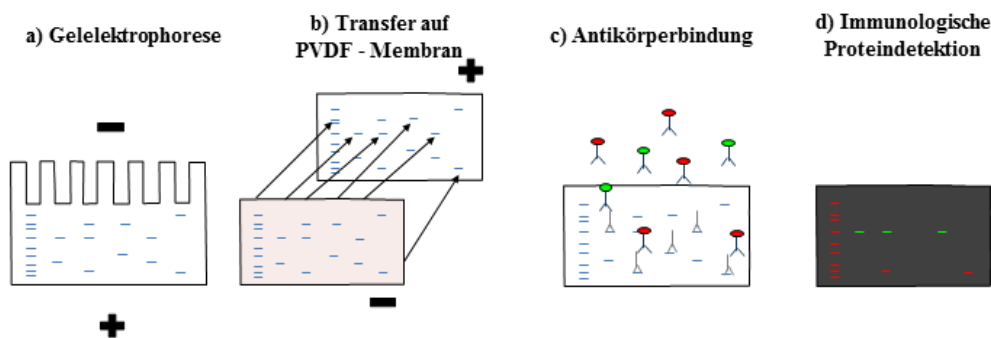 a) Gelelektrophorese
b) Transfer auf
PVDF - Membran
c) Antikörperbindung
d) Immunologische
Proteindetektion